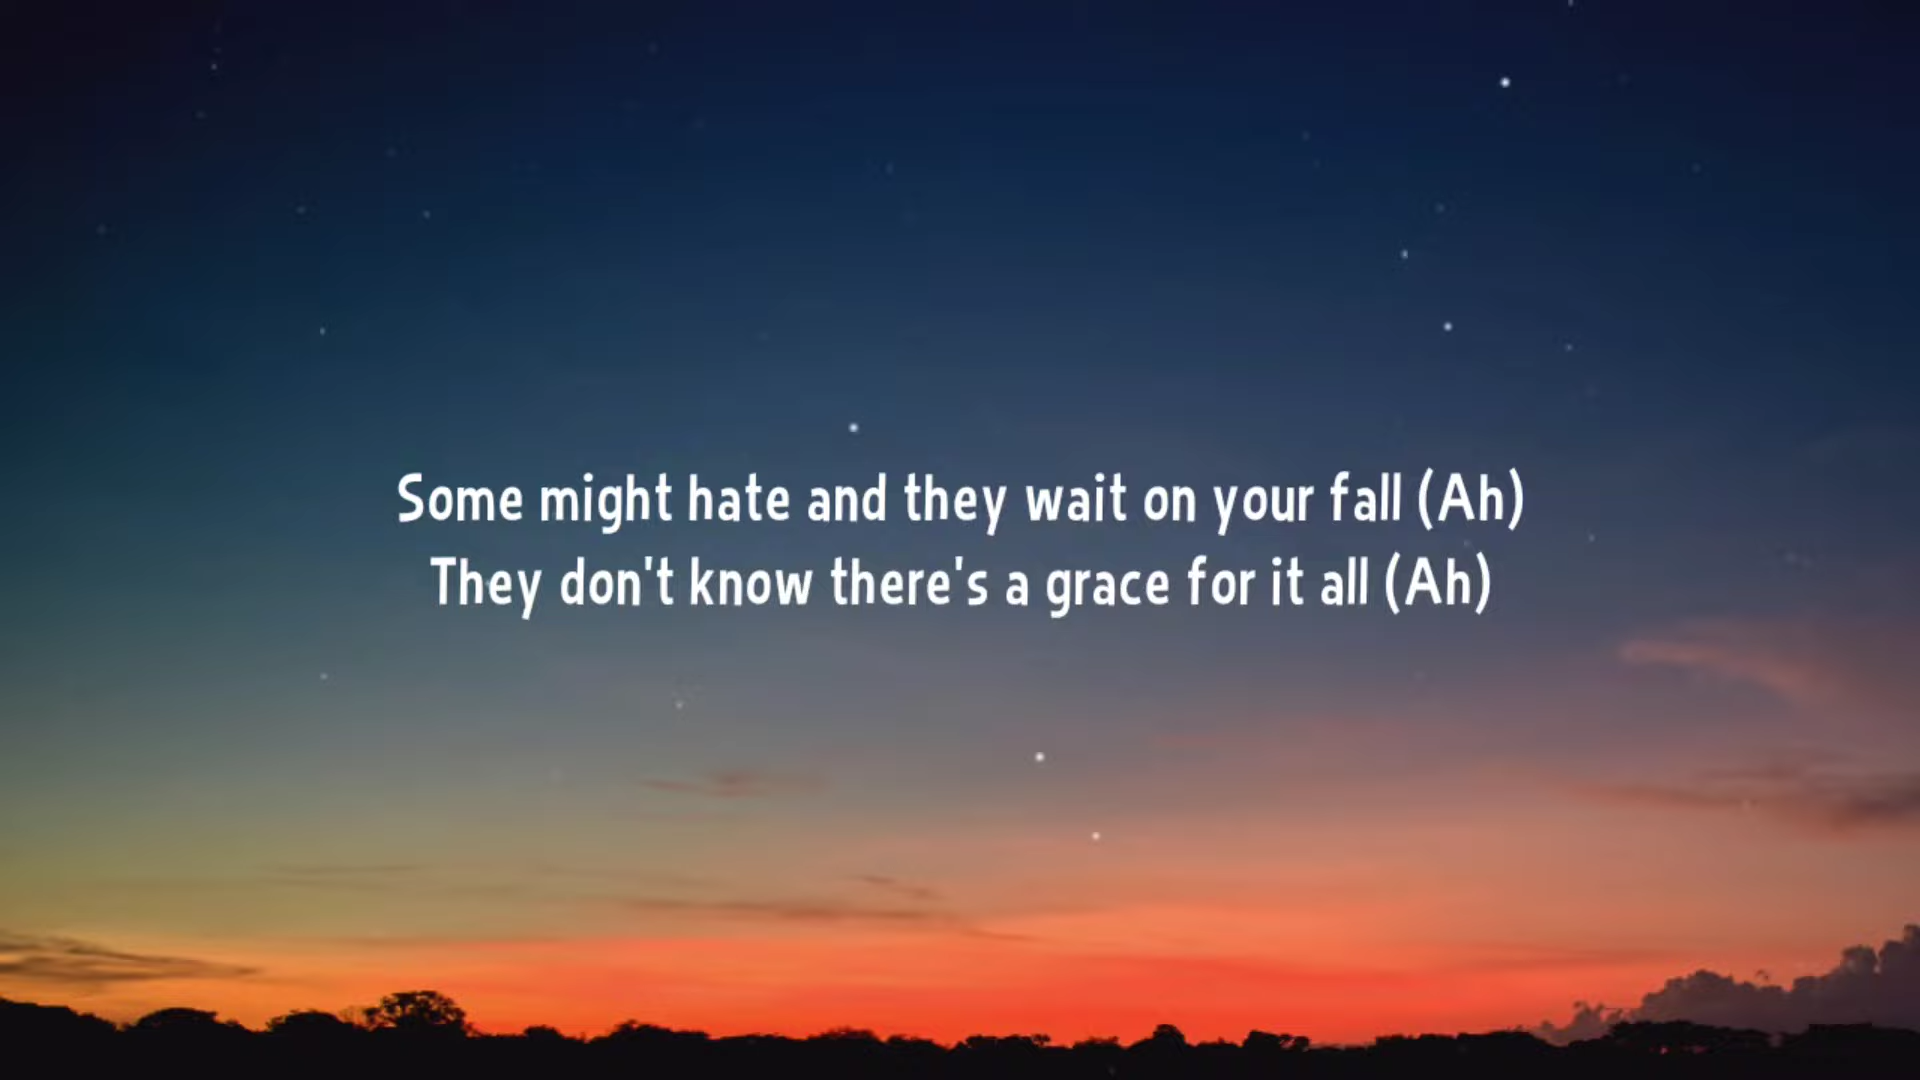 Some might hate and they wait on your fall (Ah)
They don't know there's a grace for it all (Ah)